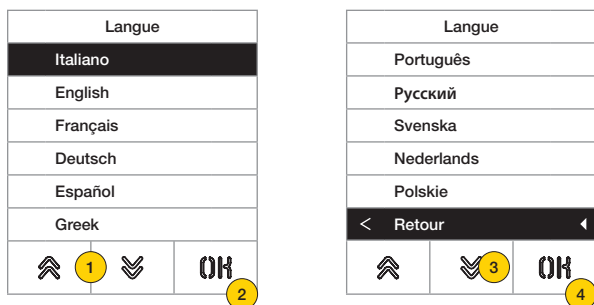 Langue
Italiano
English
Français
Deutsch
Español
Greek
1
OK
2
Langue
Português
Русский
Svenska
Nederlands
Polskie
< Retour
3
OK
4